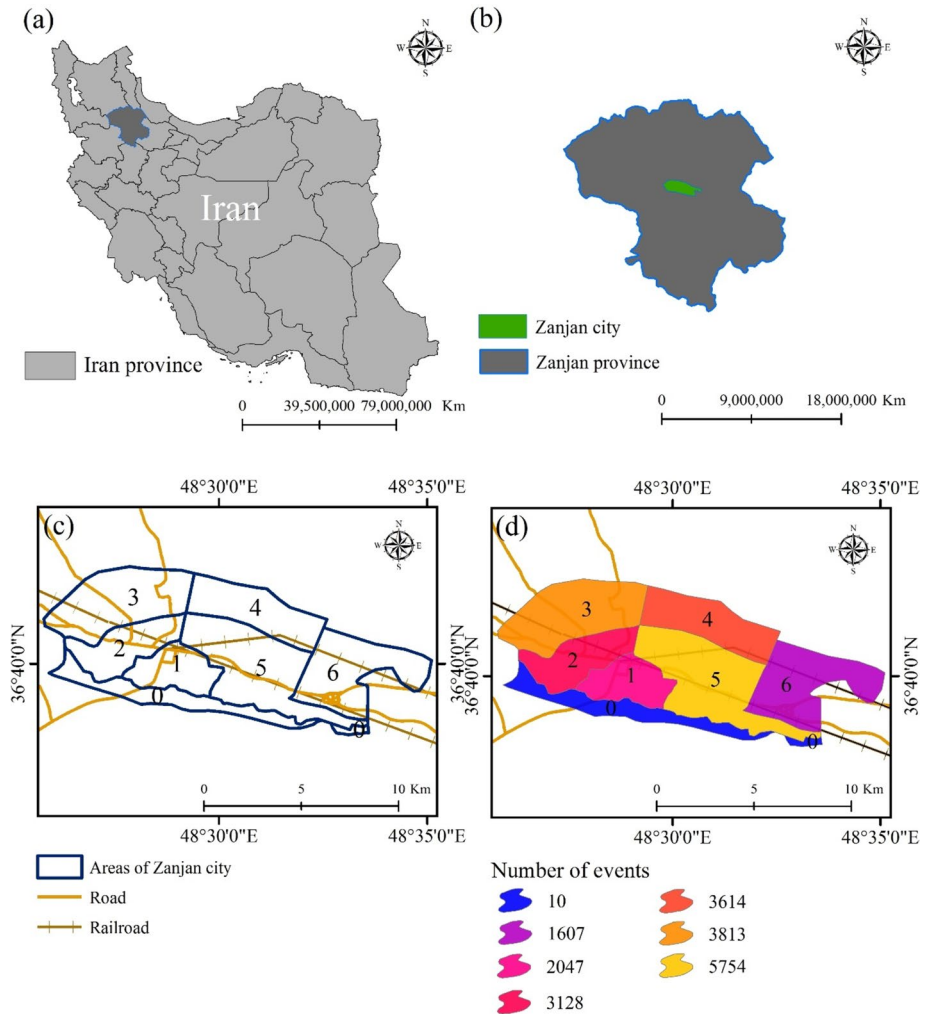 (a)
N
W E
S
Iran
Iran province
0 39,500,000 79,000,000 Km
(b)
N
W E
S
Zanjan city
Zanjan province
0 9,000,000 18,000,000 Km
48°30'0"E 48°35'0"E
(c)
N
W E
S
3
4
2
1
5
6
0
0
36°40'0"N
36°40'0"N
0 5 10 Km
48°30'0"E 48°35'0"E
Areas of Zanjan city
Road
Railroad
48°30'0"E 48°35'0"E
(d)
N
W E
S
3
4
2
1
5
6
0
0
36°40'0"N
0 5 10 Km
48°30'0"E 48°35'0"E
Number of events
10
1607
2047
3128
3614
3813
5754